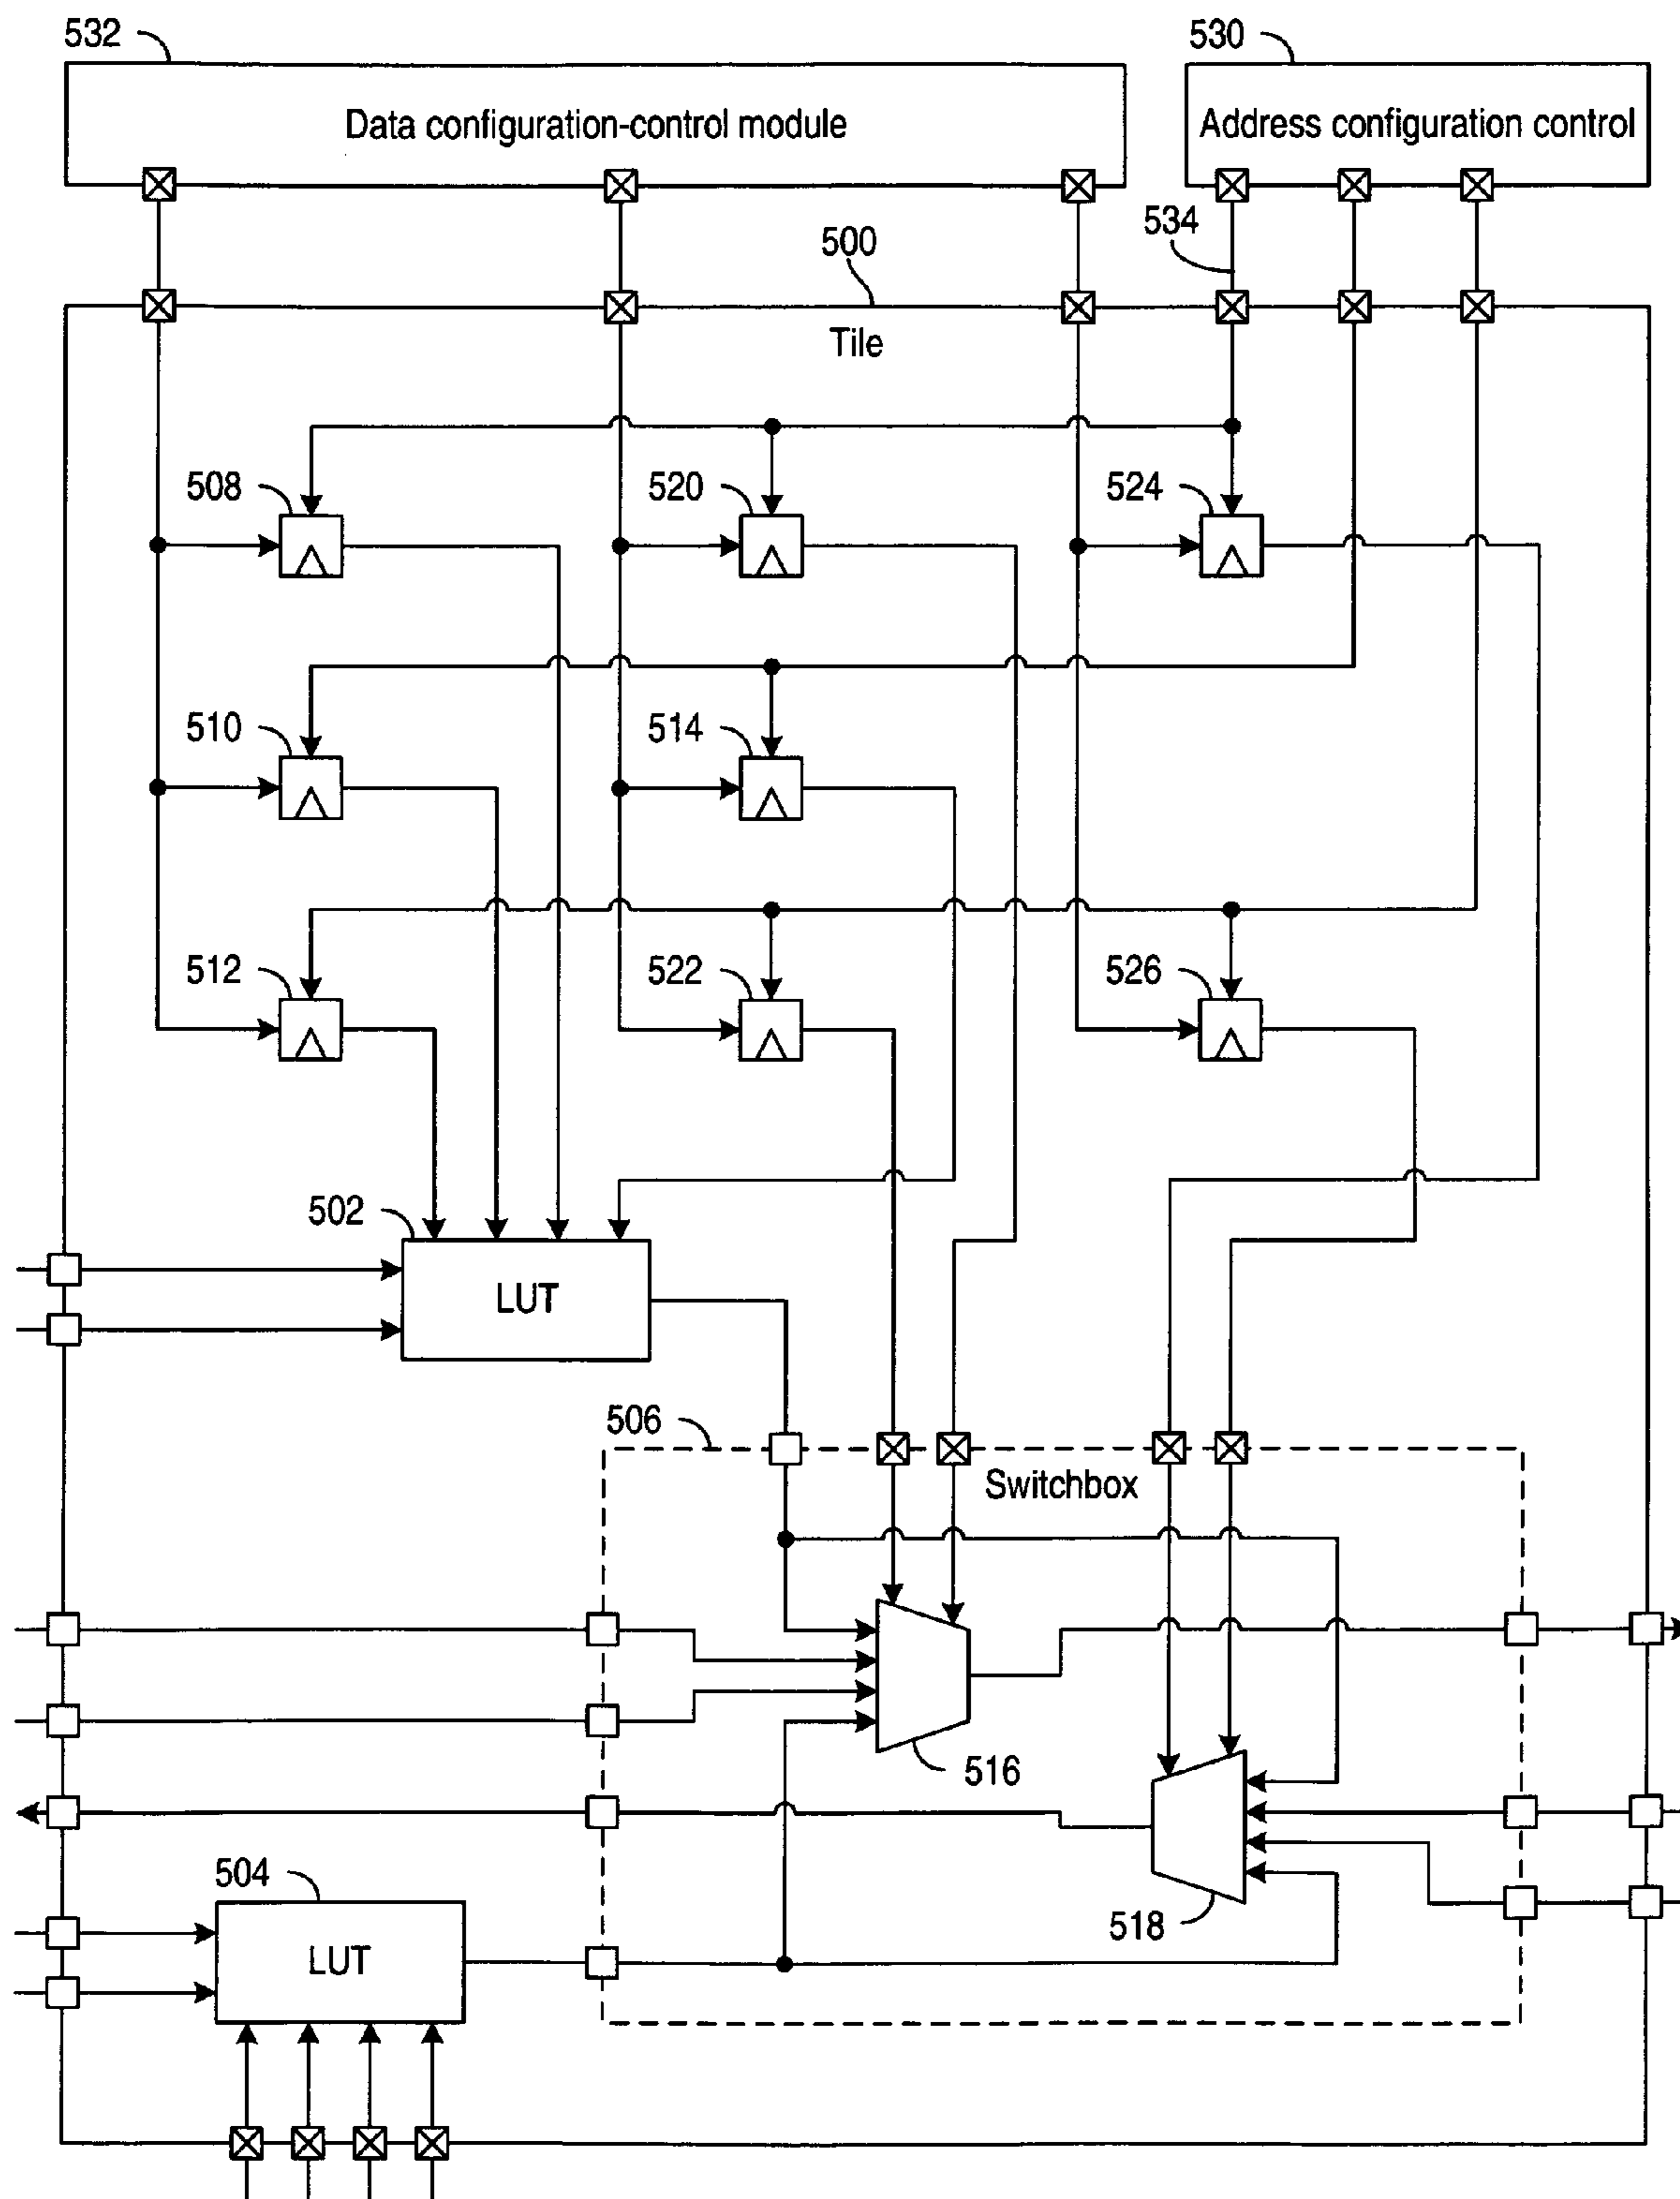 532
530
Data configuration-control module
Address configuration control
534
500
Tile
508
520
524
510
514
512
522
526
502
LUT
506
Switchbox
516
504
LUT
518